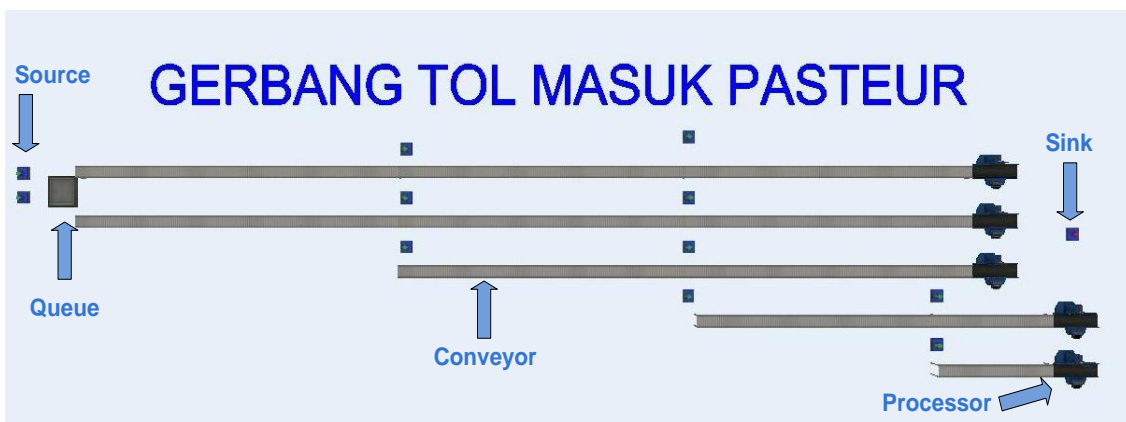 Source
GERBANG TOL MASUK PASTEUR
Sink
Queue
Conveyor
Processor